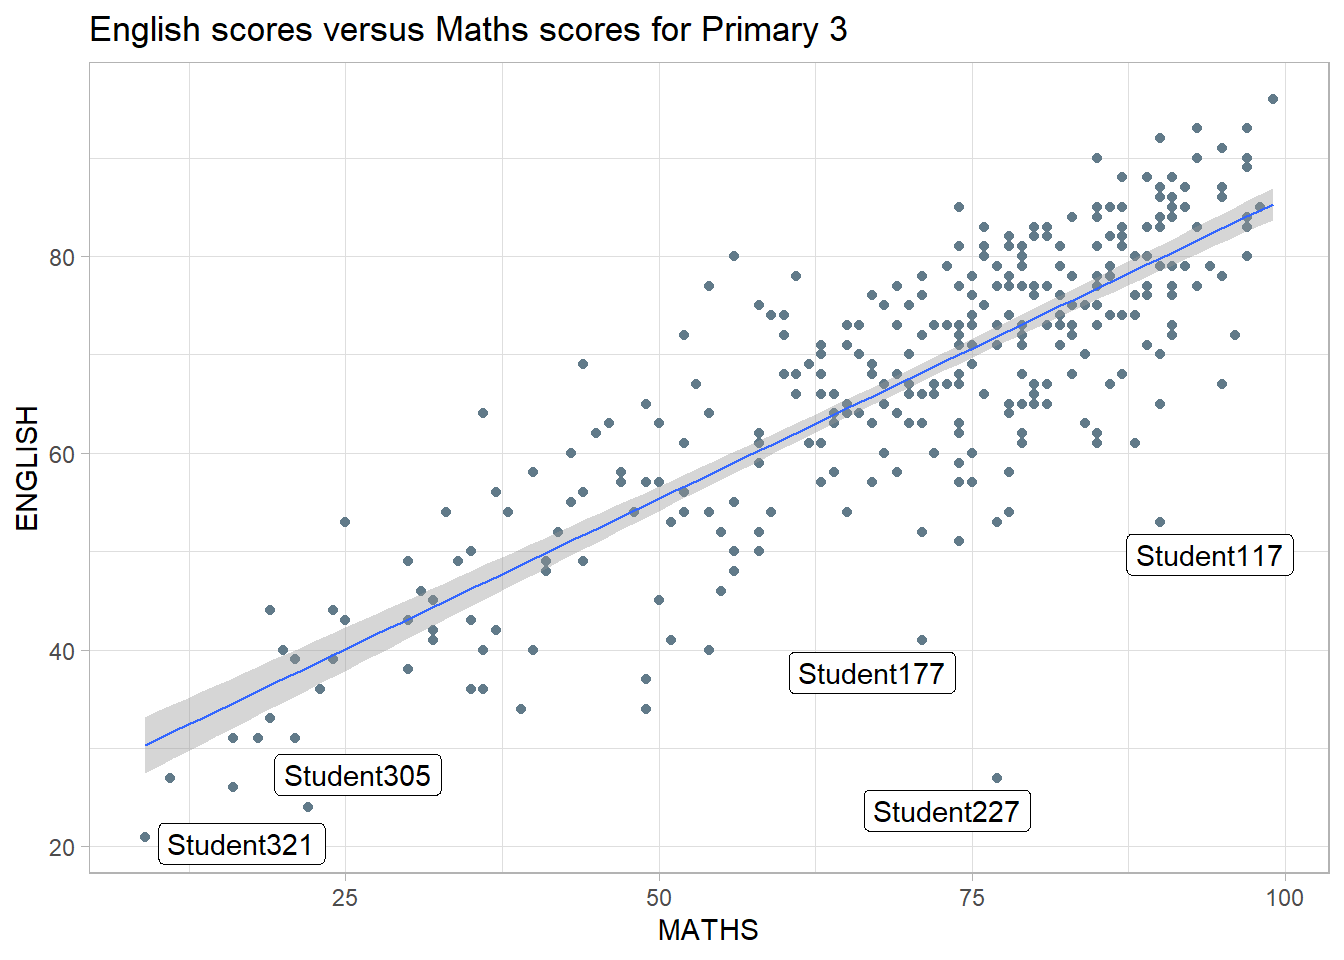 English scores versus Maths scores for Primary 3
ENGLISH
80
60
40
20
Student117
Student177
Student305
Student227
Student321
25
50
75
100
MATHS